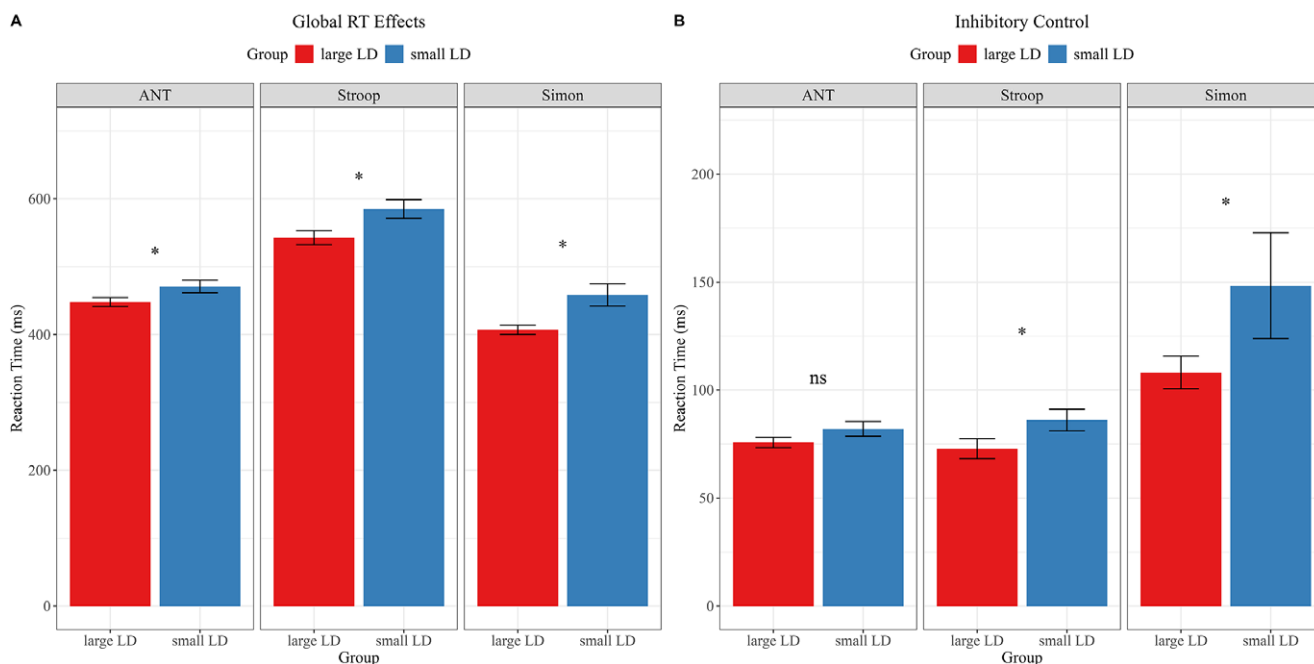 A
Global RT Effects
Group large LD small LD
ANT Stroop Simon
Reaction Time (ms)
600
400
200
0
*
*
*
large LD small LD large LD small LD large LD small LD
Group
B
Inhibitory Control
Group large LD small LD
ANT Stroop Simon
Reaction Time (ms)
200
150
100
50
0
ns
*
*
large LD small LD large LD small LD large LD small LD
Group